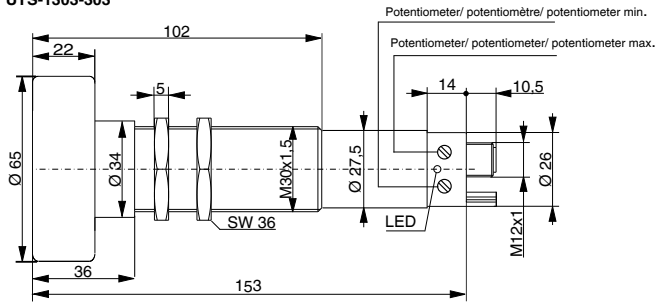 UTS-1303-303
Potentiometer/ potentiomètre/ potentiometer min.
102
Potentiometer/ potentiometer/ potentiometer max.
22
5
14
10,5
Ø 65
Ø 34
M30x1,5
Ø 27,5
Ø 26
M12x1
SW 36
LED
36
153